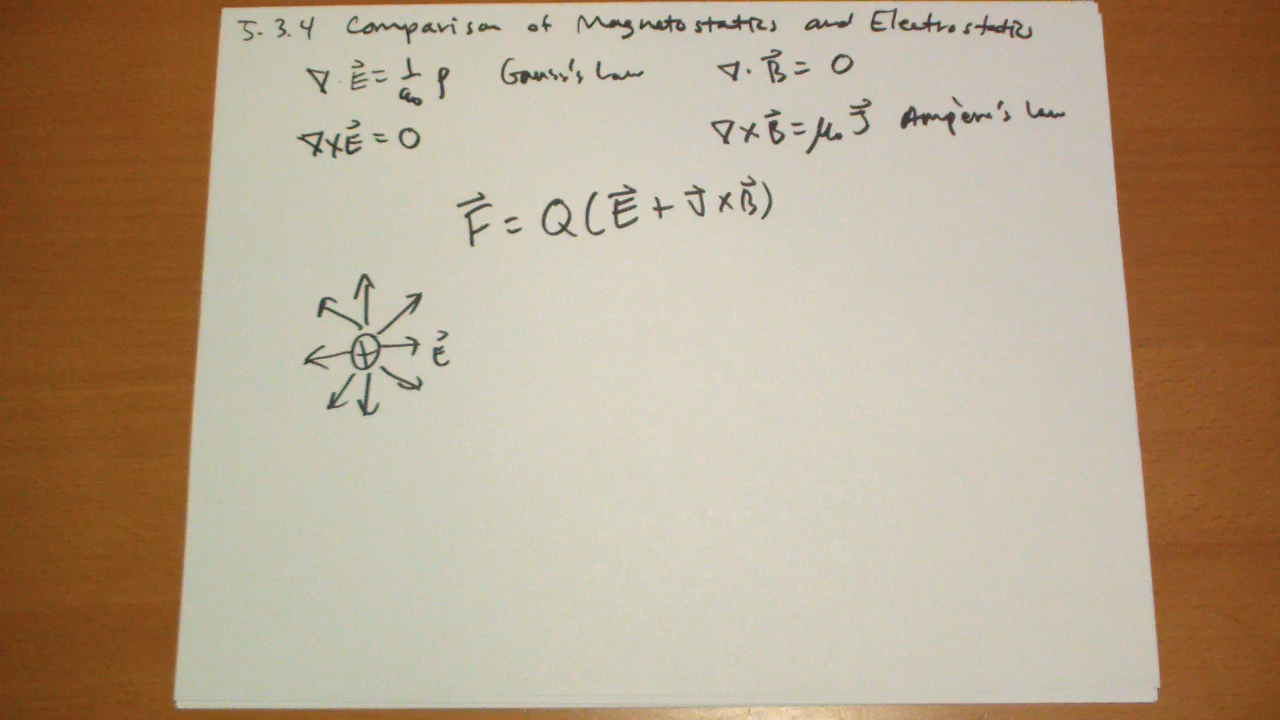 5.3.4 Comparison of Magnetostatics and Electrostatics
∇·E⃗ = 1/ε₀ ρ Gauss's Law ∇·B⃗ = 0
∇×E⃗ = 0 ∇×B⃗ = μ₀ J⃗ Ampère's Law
F⃗ = Q(E⃗ + v⃗ × B⃗)
+ E⃗